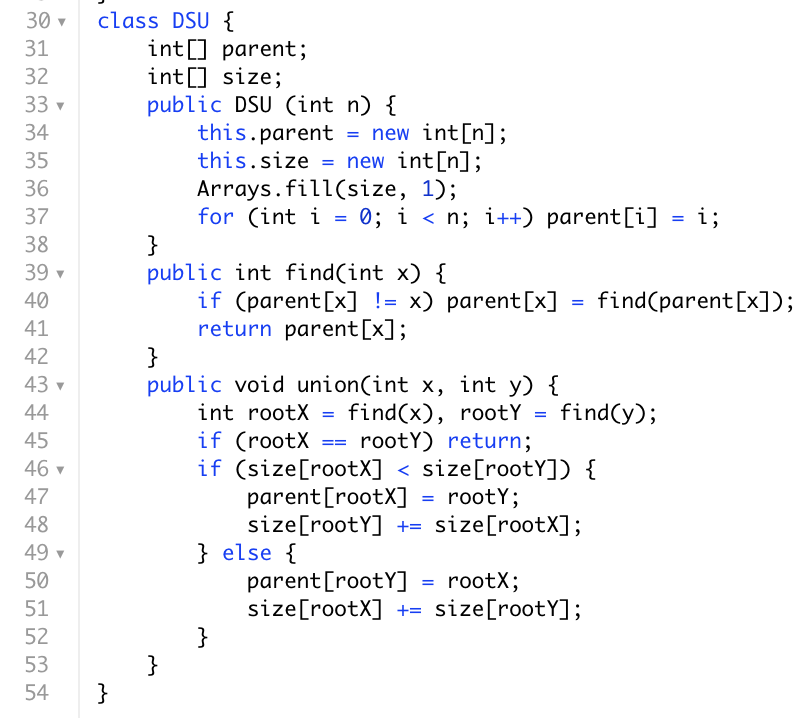 30 class DSU {
31     int[] parent;
32     int[] size;
33     public DSU (int n) {
34         this.parent = new int[n];
35         this.size = new int[n];
36         Arrays.fill(size, 1);
37         for (int i = 0; i < n; i++) parent[i] = i;
38     }
39     public int find(int x) {
40         if (parent[x] != x) parent[x] = find(parent[x]);
41         return parent[x];
42     }
43     public void union(int x, int y) {
44         int rootX = find(x), rootY = find(y);
45         if (rootX == rootY) return;
46         if (size[rootX] < size[rootY]) {
47             parent[rootX] = rootY;
48             size[rootY] += size[rootX];
49         } else {
50             parent[rootY] = rootX;
51             size[rootX] += size[rootY];
52         }
53     }
54 }